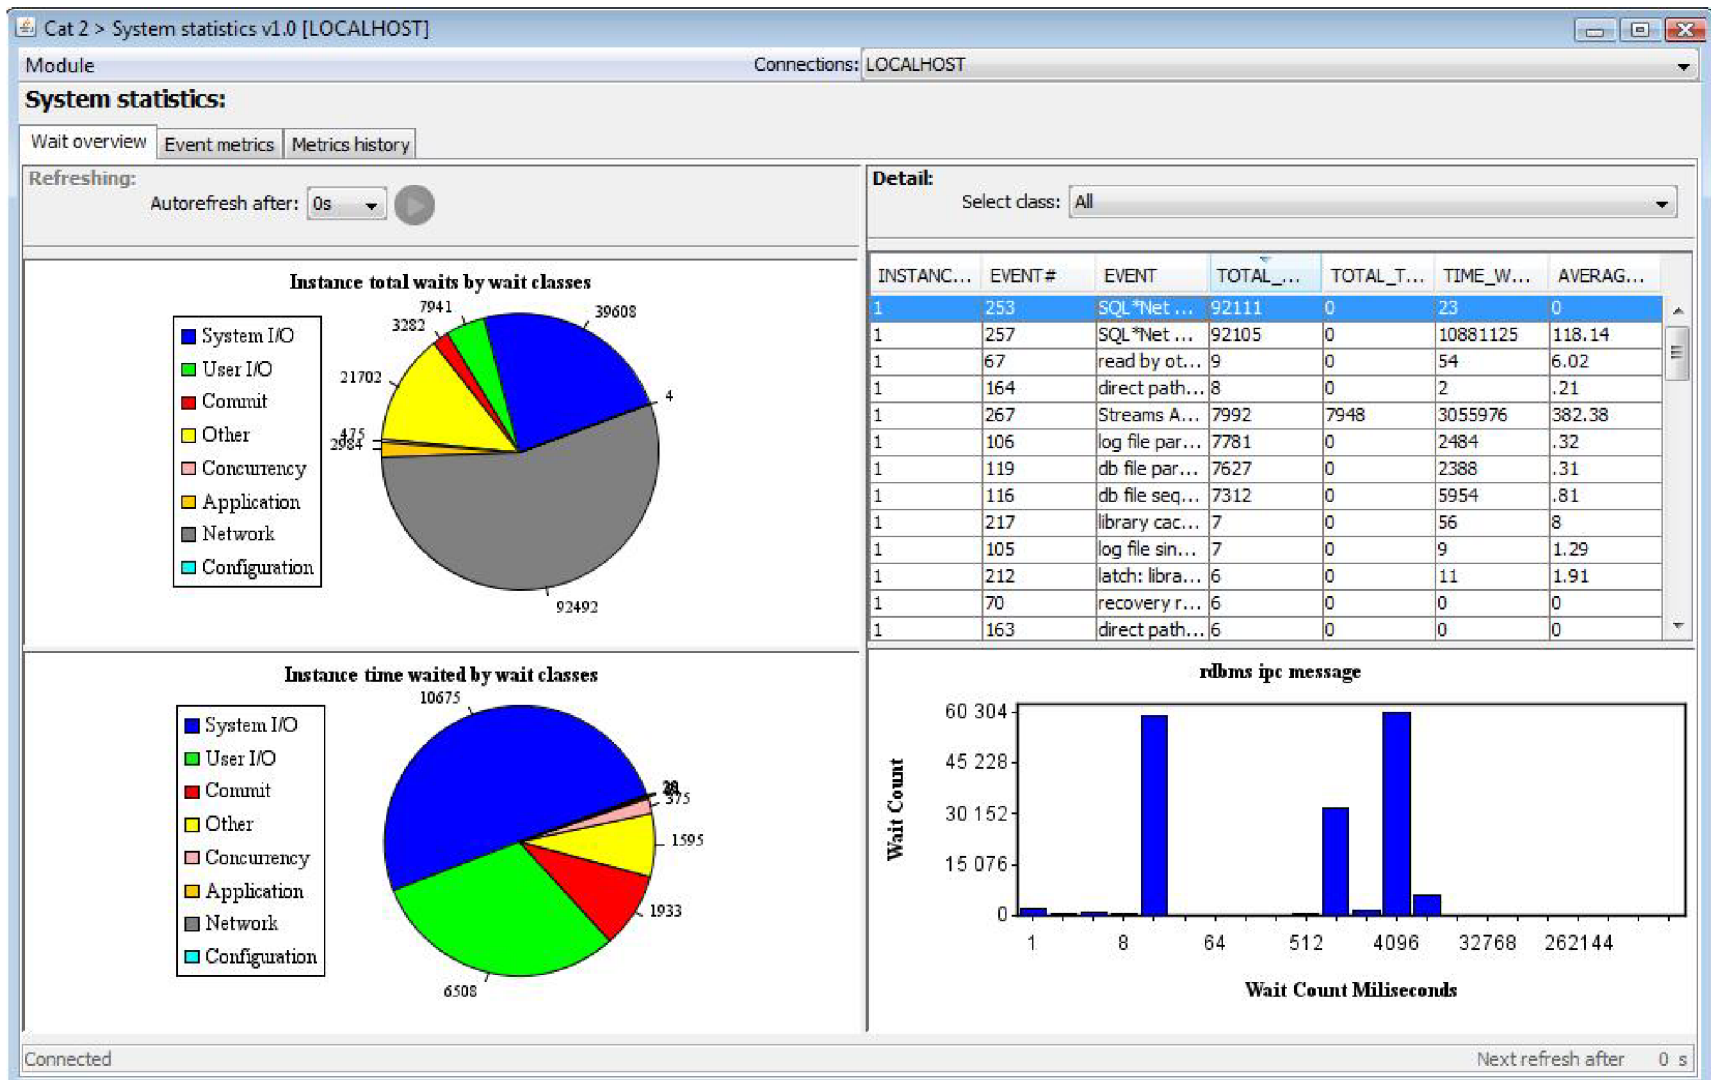 Cat 2 > System statistics v1.0 [LOCALHOST]
Module
Connections: LOCALHOST
System statistics:
Wait overview Event metrics Metrics history
Refreshing:
Autorefresh after: 0s
Instance total waits by wait classes
System I/O
User I/O
Commit
Other
Concurrency
Application
Network
Configuration
7941
39608
3282
21702
4
475
2984
92492
Instance time waited by wait classes
System I/O
User I/O
Commit
Other
Concurrency
Application
Network
Configuration
10675
375
1595
1933
6508
Detail:
Select class: All
INSTANC... EVENT# EVENT TOTAL_... TOTAL_T... TIME_W... AVERAG...
1 253 SQL*Net ... 92111 0 23 0
1 257 SQL*Net ... 92105 0 10881125 118.14
1 67 read by ot... 9 0 54 6.02
1 164 direct path... 8 0 2 .21
1 267 Streams A... 7992 7948 3055976 382.38
1 106 log file par... 7781 0 2484 .32
1 119 db file par... 7627 0 2388 .31
1 116 db file seq... 7312 0 5954 .81
1 217 library cac... 7 0 56 8
1 105 log file sin... 7 0 9 1.29
1 212 latch: libra... 6 0 11 1.91
1 70 recovery r... 6 0 0 0
1 163 direct path... 6 0 0 0
rdbms ipc message
Wait Count
60 304
45 228
30 152
15 076
0
1 8 64 512 4096 32768 262144
Wait Count Miliseconds
Connected
Next refresh after 0 s